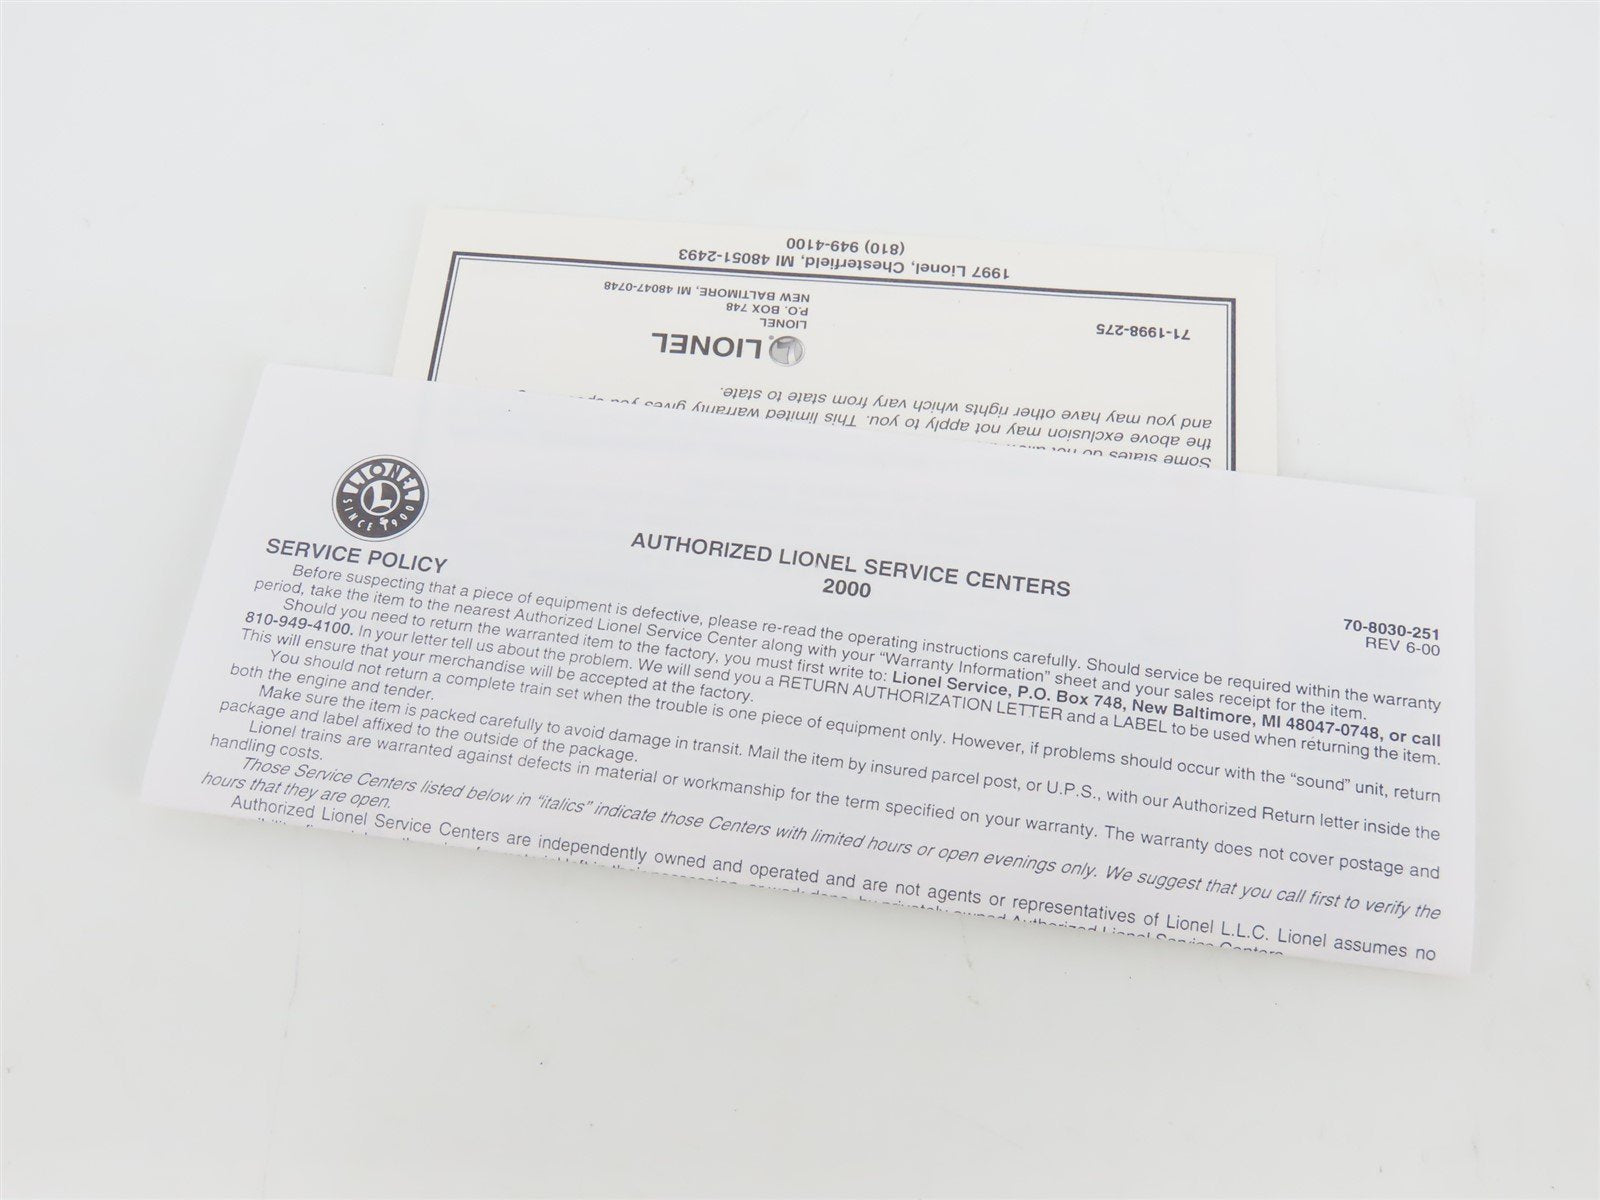 1997 Lionel, Chesterfield, MI 48051-2493
(810) 949-4100
71-1998-275
LIONEL
LIONEL
P.O. BOX 748
NEW BALTIMORE, MI 48047-0748
Some states do not
the above exclusion may not apply to you. This limited warranty gives you
and you may have other rights which vary from state to state.
LIONEL
L
SINCE 1900
SERVICE POLICY
AUTHORIZED LIONEL SERVICE CENTERS
2000
70-8030-251
REV 6-00
Before suspecting that a piece of equipment is defective, please re-read the operating instructions carefully. Should service be required within the warranty
period, take the item to the nearest Authorized Lionel Service Center along with your “Warranty Information” sheet and your sales receipt for the item.
Should you need to return the warranted item to the factory, you must first write to: Lionel Service, P.O. Box 748, New Baltimore, MI 48047-0748, or call
810-949-4100. In your letter tell us about the problem. We will send you a RETURN AUTHORIZATION LETTER and a LABEL to be used when returning the item.
This will ensure that your merchandise will be accepted at the factory.
You should not return a complete train set when the trouble is one piece of equipment only. However, if problems should occur with the “sound” unit, return
both the engine and tender.
Make sure the item is packed carefully to avoid damage in transit. Mail the item by insured parcel post, or U.P.S., with our Authorized Return letter inside the
package and label affixed to the outside of the package.
Lionel trains are warranted against defects in material or workmanship for the term specified on your warranty. The warranty does not cover postage and
handling costs.
Those Service Centers listed below in “italics” indicate those Centers with limited hours or open evenings only. We suggest that you call first to verify the
hours that they are open.
Authorized Lionel Service Centers are independently owned and operated and are not agents or representatives of Lionel L.L.C. Lionel assumes no
their possession, or work done, by privately owned Authorized Lionel Service Centers.